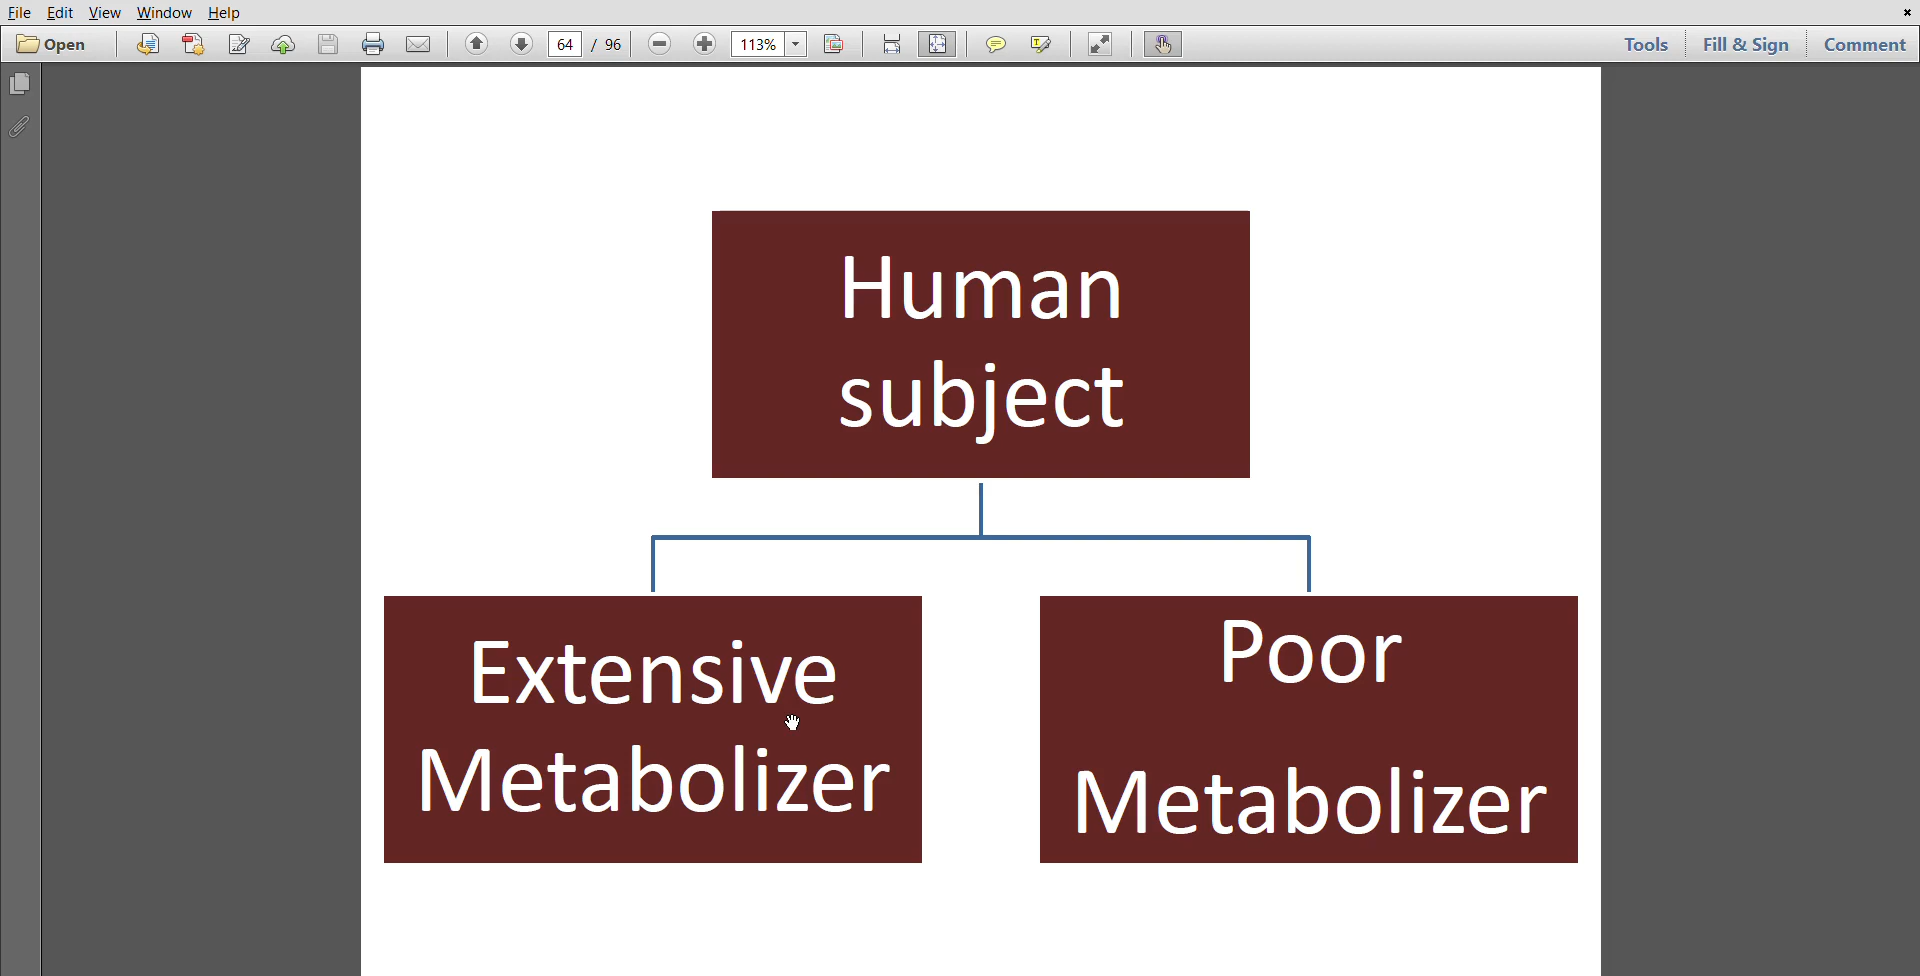 File Edit View Window Help
Open 64 / 96 113% Tools Fill & Sign Comment
Human
subject
Extensive
Metabolizer
Poor
Metabolizer